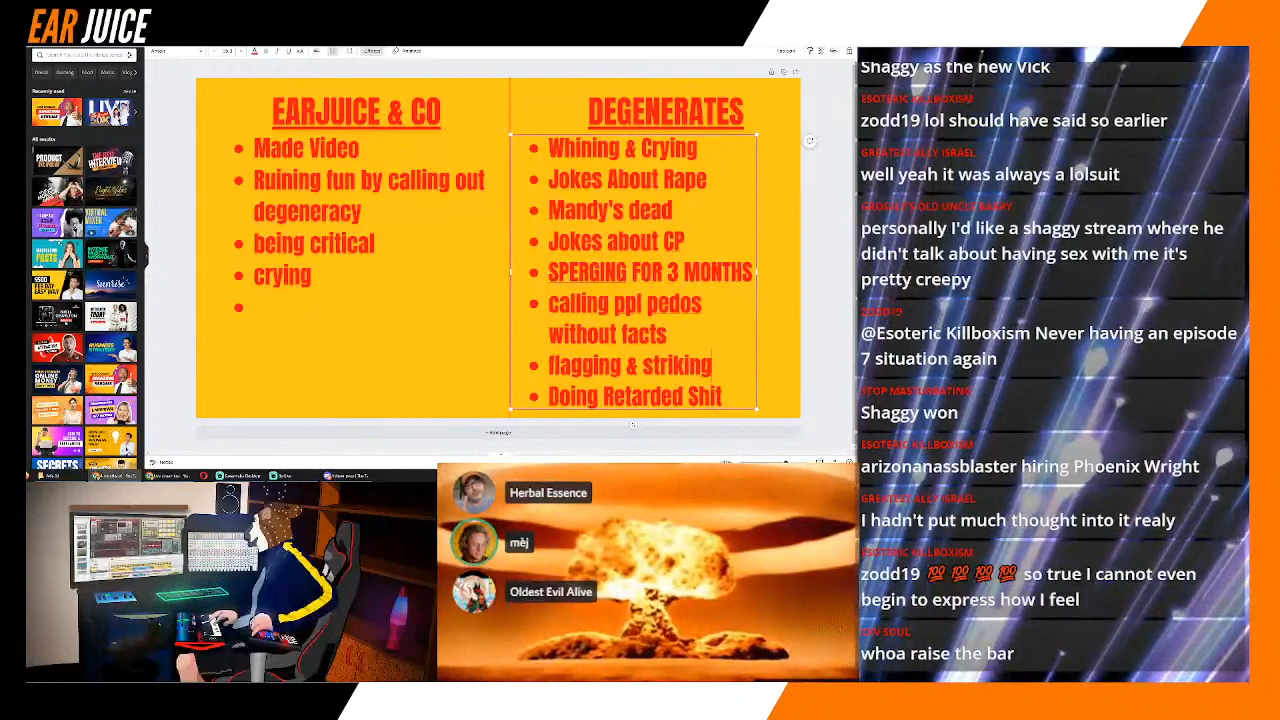 EAR JUICE
EARJUICE & CO
Made Video
Ruining fun by calling out
degeneracy
being critical
crying
DEGENERATES
Whining & Crying
Jokes About Rape
Mandy's dead
Jokes about CP
SPERGING FOR 3 MONTHS
calling ppl pedos
without facts
flagging & striking
Doing Retarded Shit
Herbal Essence
mèj
Oldest Evil Alive
Shaggy as the new Vick
ESOTERIC KILLBOXISM
zodd19 lol should have said so earlier
GREATEST ALLY ISRAEL
well yeah it was always a lolsuit
GROSSLY'S OLD UNCLE BARRY
personally I'd like a shaggy stream where he
didn't talk about having sex with me it's
pretty creepy
ZODD19
@Esoteric Killboxism Never having an episode
7 situation again
STOP MASTURBATING
Shaggy won
ESOTERIC KILLBOXISM
arizonanassblaster hiring Phoenix Wright
GREATEST ALLY ISRAEL
I hadn't put much thought into it realy
ESOTERIC KILLBOXISM
zodd19 💯 💯 💯 💯 so true I cannot even
begin to express how I feel
SOUL
whoa raise the bar